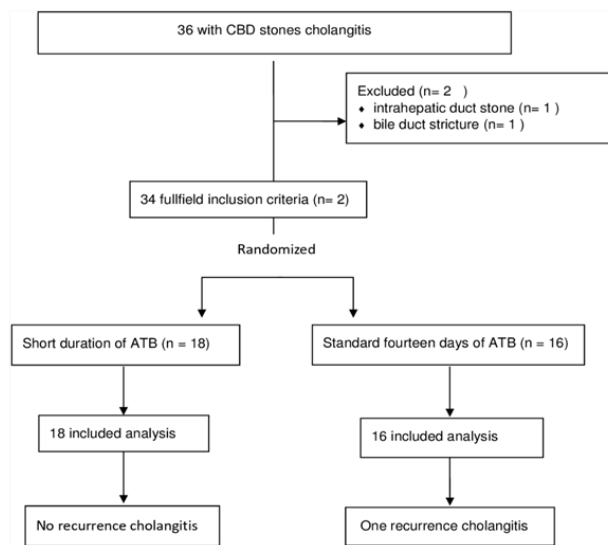 36 with CBD stones cholangitis
Excluded (n= 2 )
♦ intrahepatic duct stone (n= 1 )
♦ bile duct stricture (n= 1 )
34 fullfield inclusion criteria (n= 2)
Randomized
Short duration of ATB (n = 18)
Standard fourteen days of ATB (n = 16)
18 included analysis
16 included analysis
No recurrence cholangitis
One recurrence cholangitis